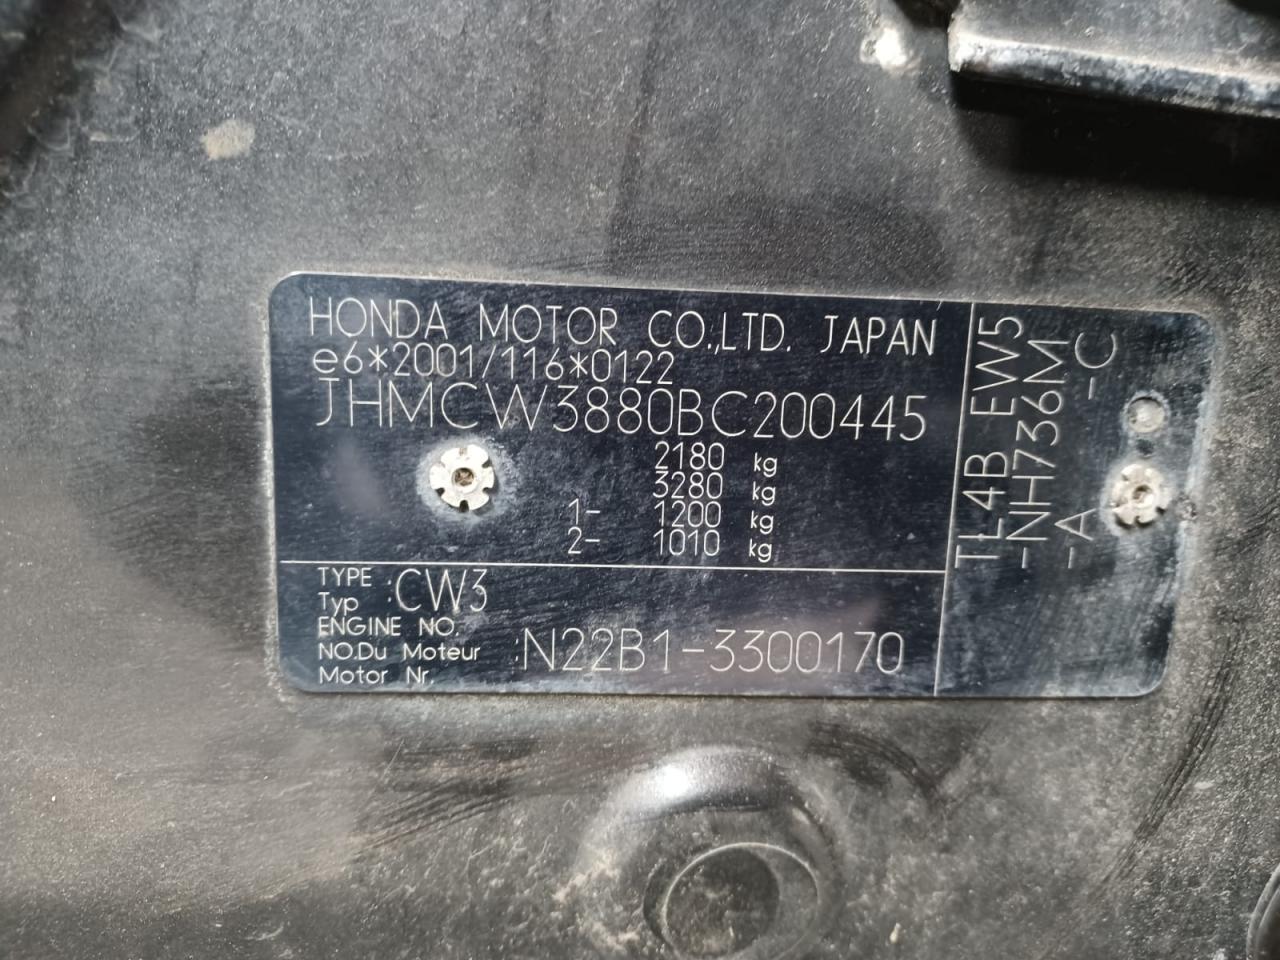 HONDA MOTOR CO.,LTD. JAPAN
e6*2001/116*0122
JHMCW3880BC200445
2180 kg
3280 kg
1- 1200 kg
2- 1010 kg
TYPE
Typ :CW3
ENGINE NO.
NO.Du Moteur :N22B1-3300170
Motor Nr.
TL4B EW5
-NH736M
-A -C